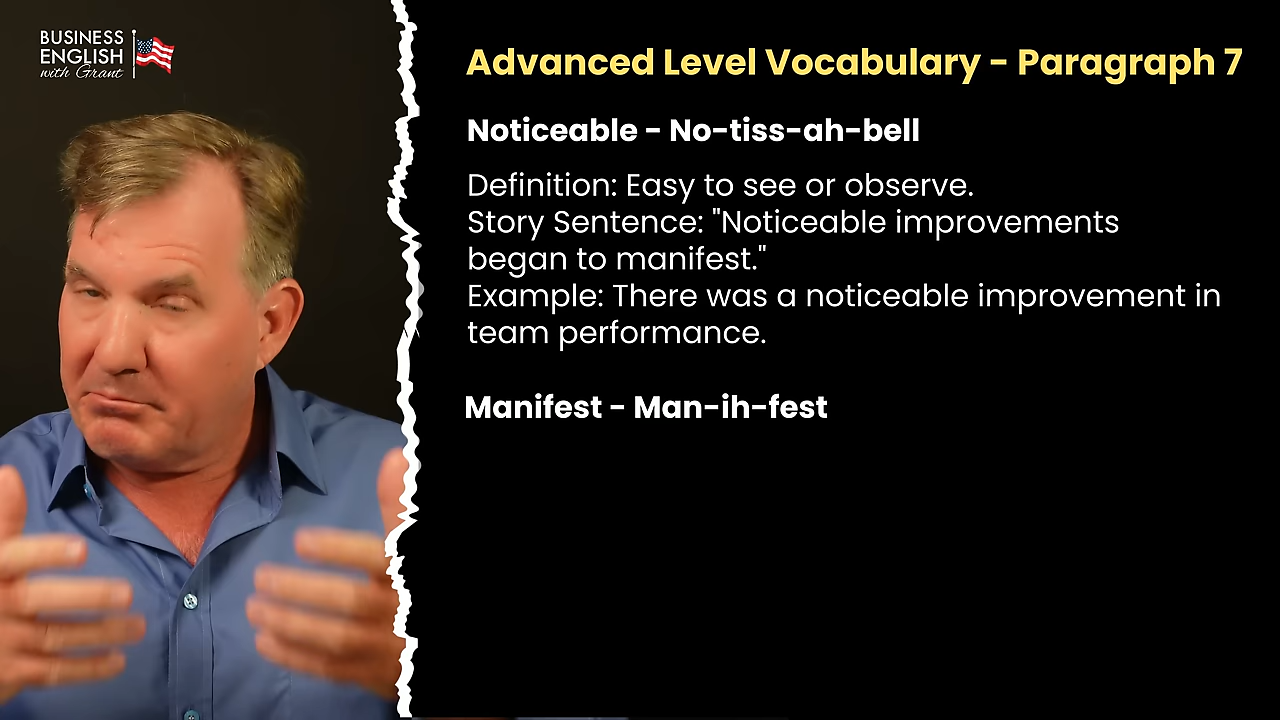 BUSINESS
ENGLISH
with Grant
Advanced Level Vocabulary - Paragraph 7
Noticeable - No-tiss-ah-bell
Definition: Easy to see or observe.
Story Sentence: "Noticeable improvements
began to manifest."
Example: There was a noticeable improvement in
team performance.
Manifest - Man-ih-fest